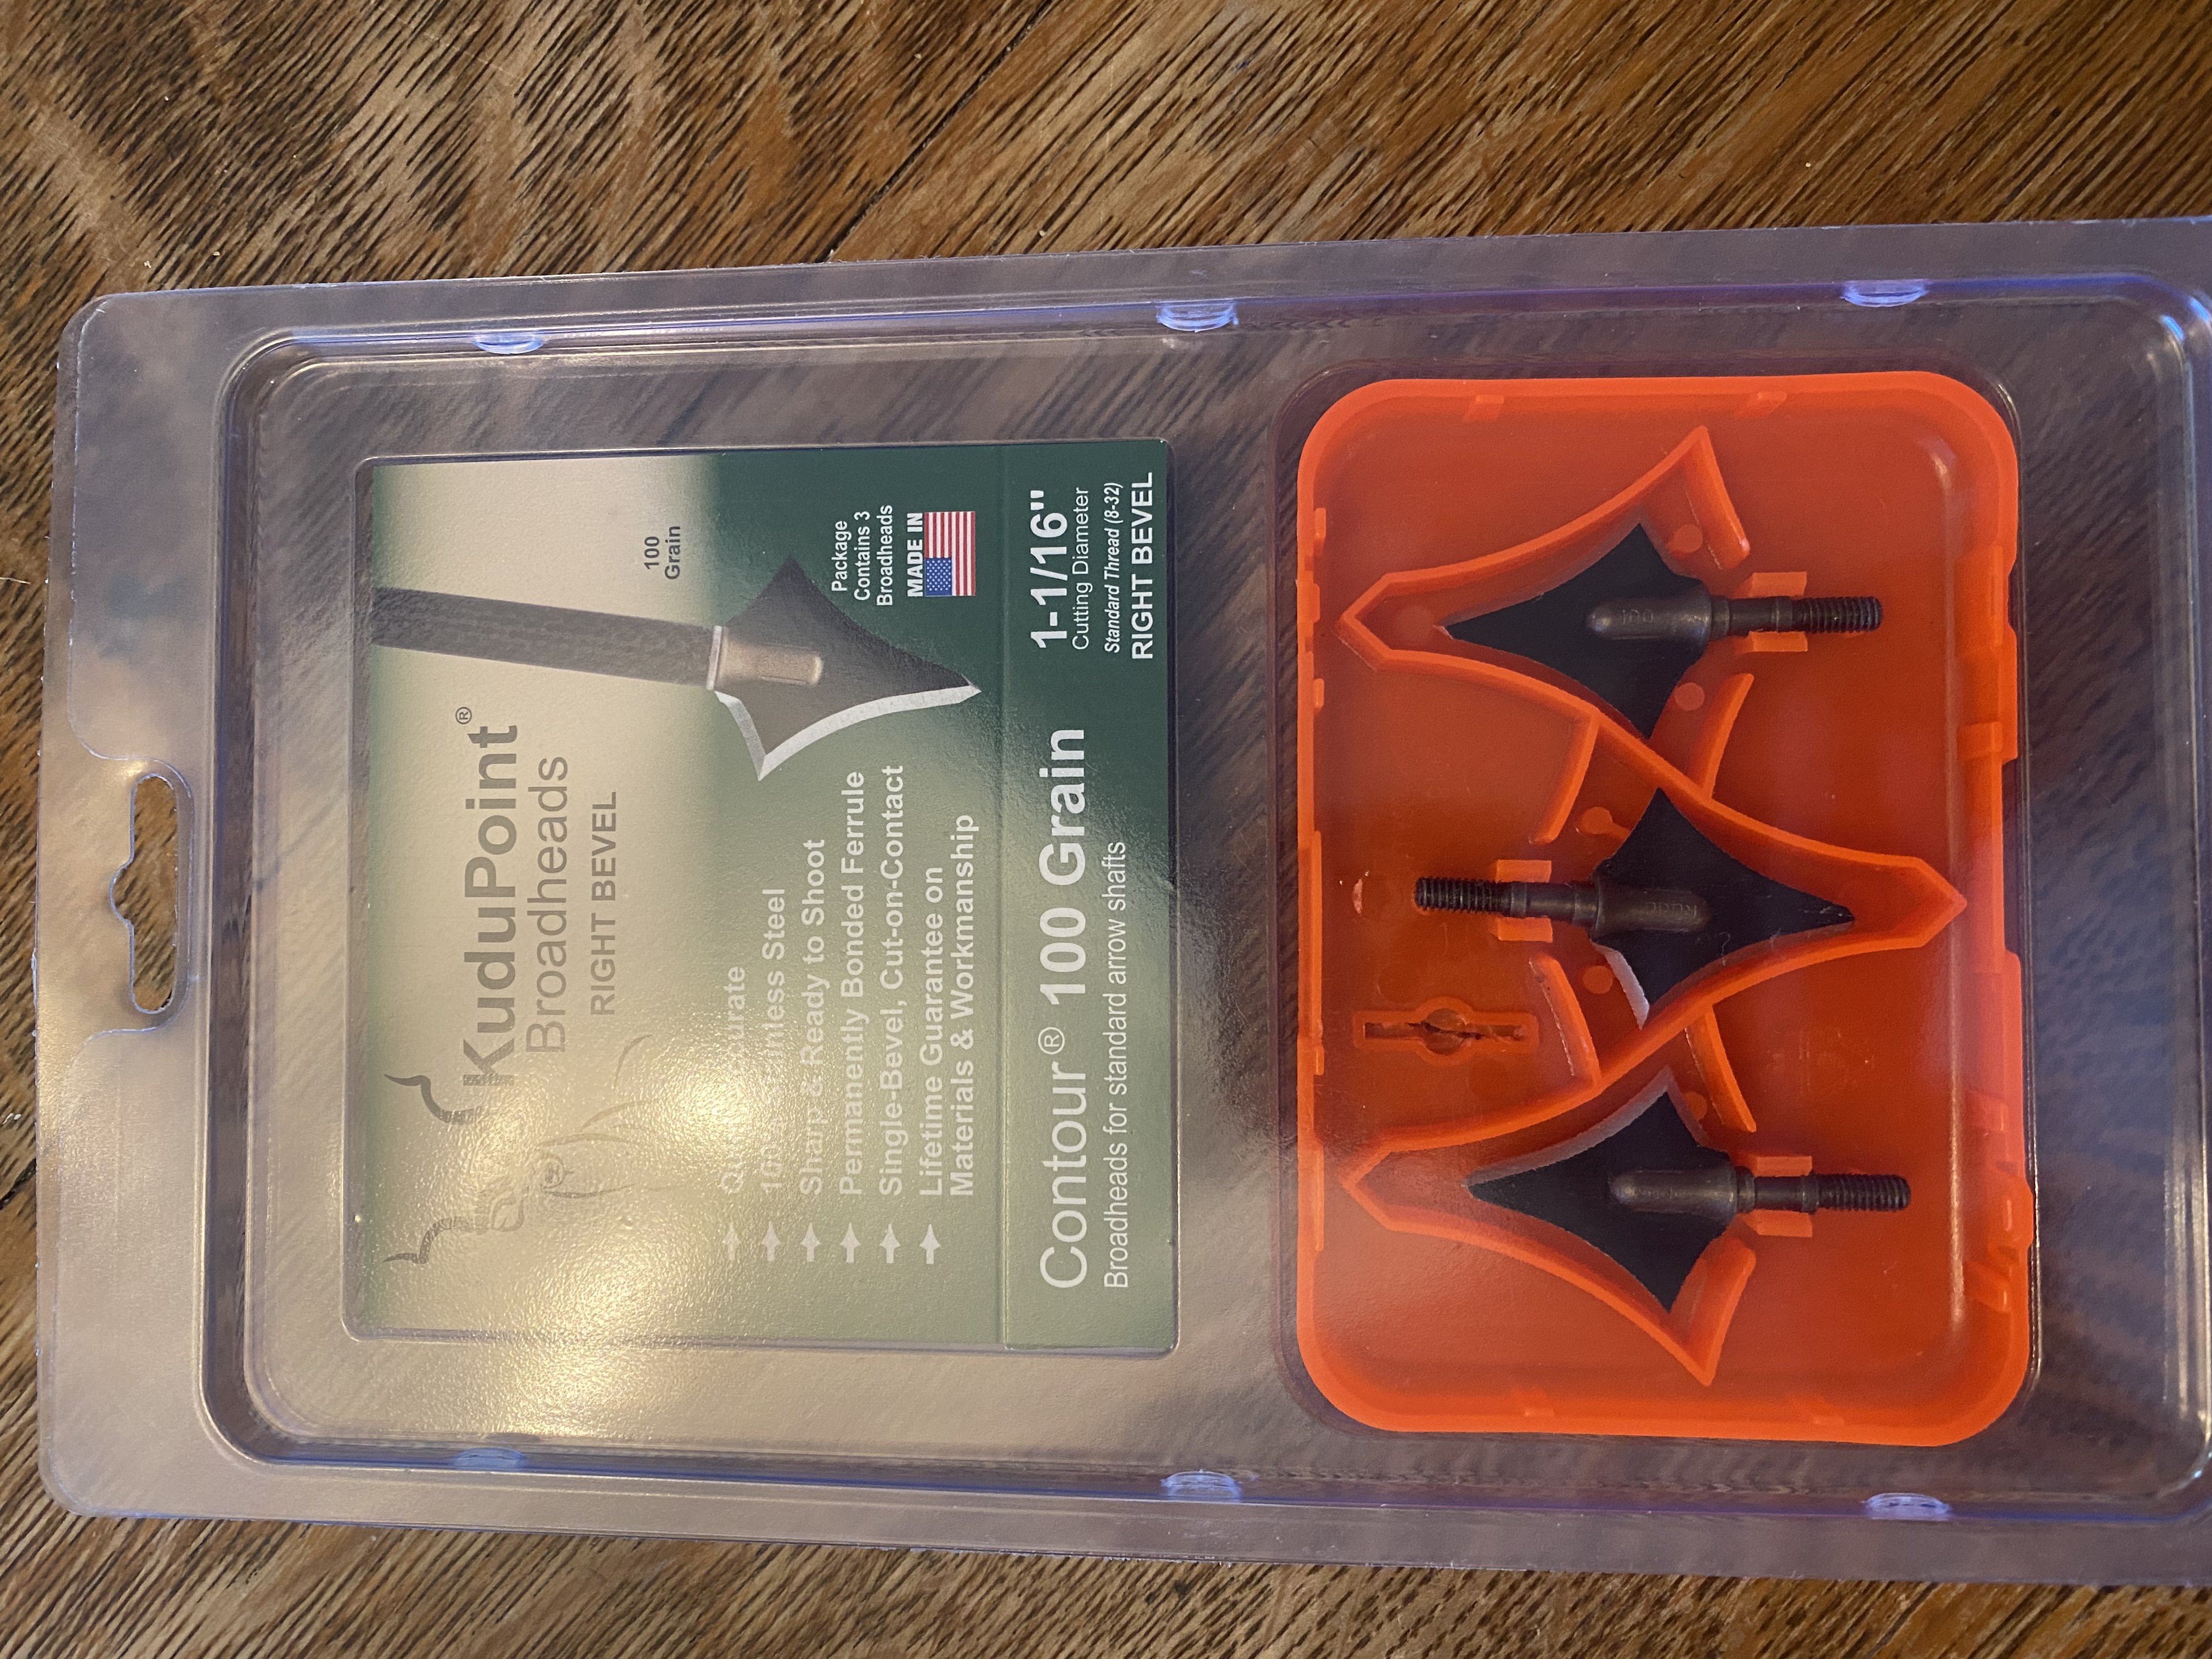 KuduPoint®
Broadheads
RIGHT BEVEL
100
Grain
Sharp & Ready to Shoot
Permanently Bonded Ferrule
Single-Bevel, Cut-on-Contact
Lifetime Guarantee on
Materials & Workmanship
Package
Contains 3
Broadheads
MADE IN
Contour® 100 Grain
Broadheads for standard arrow shafts
1-1/16"
Cutting Diameter
Standard Thread (8-32)
RIGHT BEVEL
100